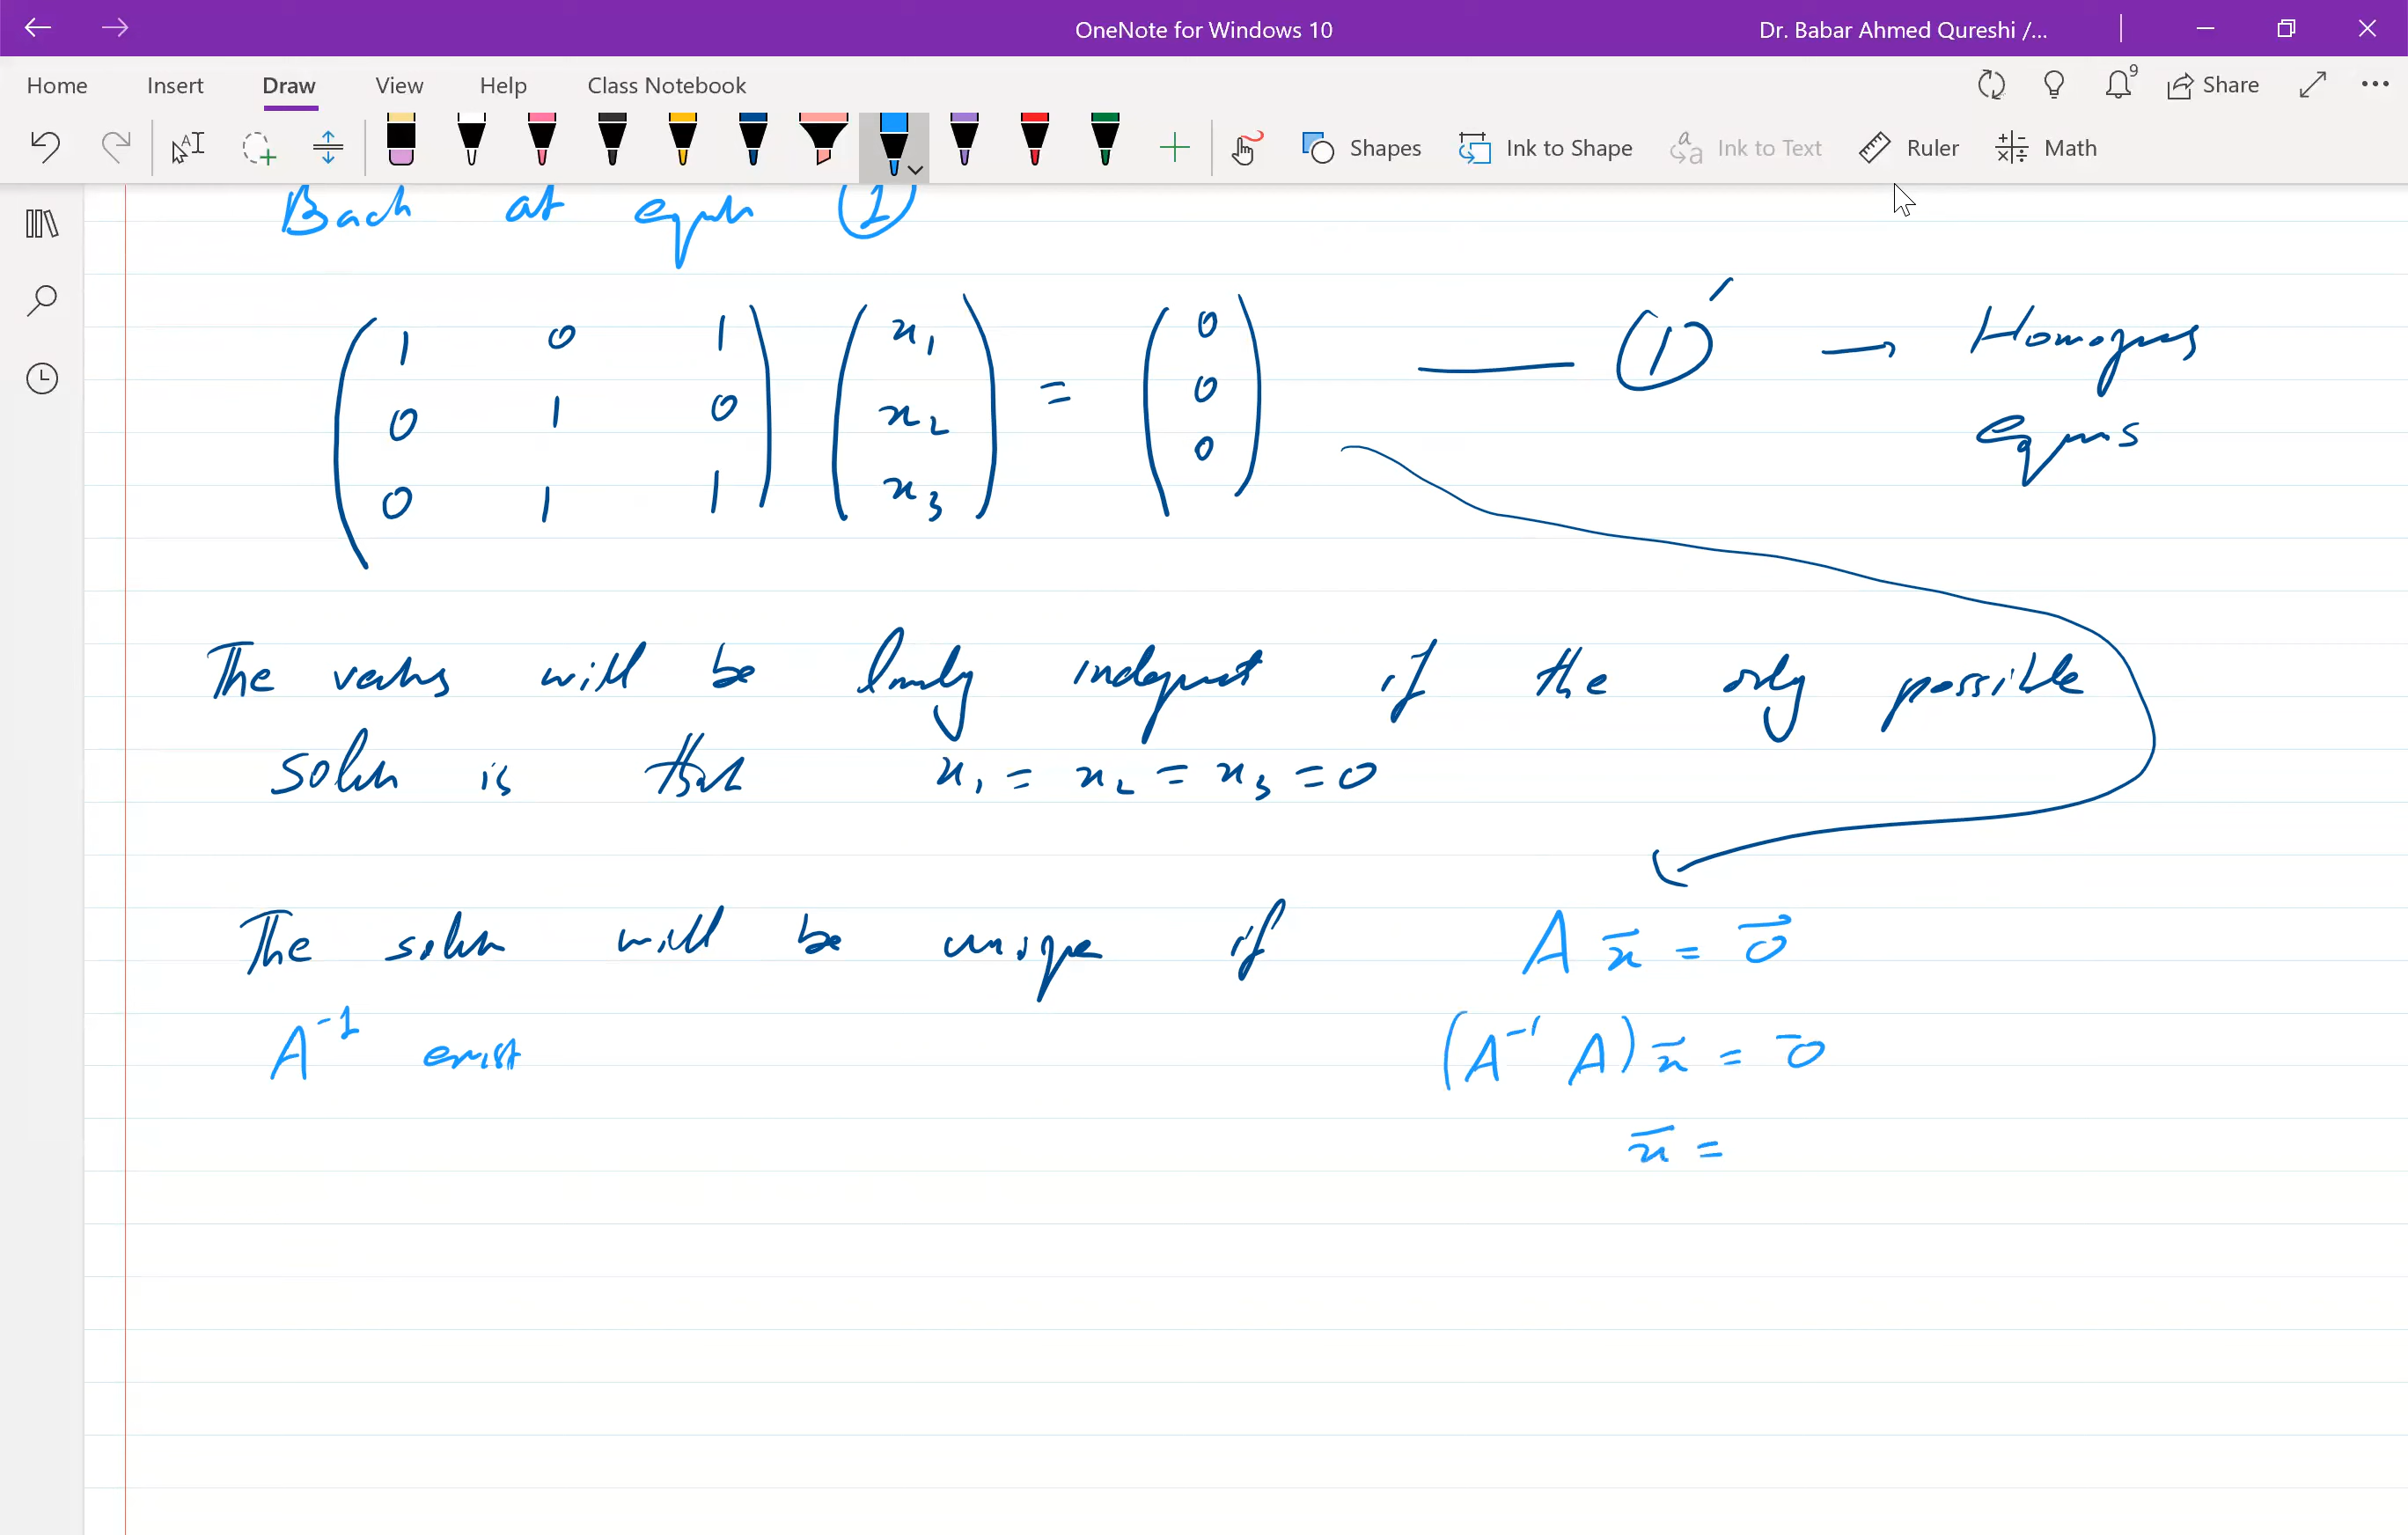 OneNote for Windows 10 Dr. Babar Ahmed Qureshi /...
Home Insert Draw View Help Class Notebook 9 Share
Shapes Ink to Shape Ink to Text Ruler Math
Back at eqn (1)
( 1 0 1 ) ( x₁ ) = ( 0 ) —— (1)′ → Homogns
( 0 1 0 ) ( x₂ ) ( 0 ) eqns
( 0 1 1 ) ( x₃ ) ( 0 )
The vectors will be linearly independent if the only possible
soln is that x₁ = x₂ = x₃ = 0
The soln will be unique if A x̄ = 0⃗
A⁻¹ exist (A⁻¹ A) x̄ = 0̄
x̄ =